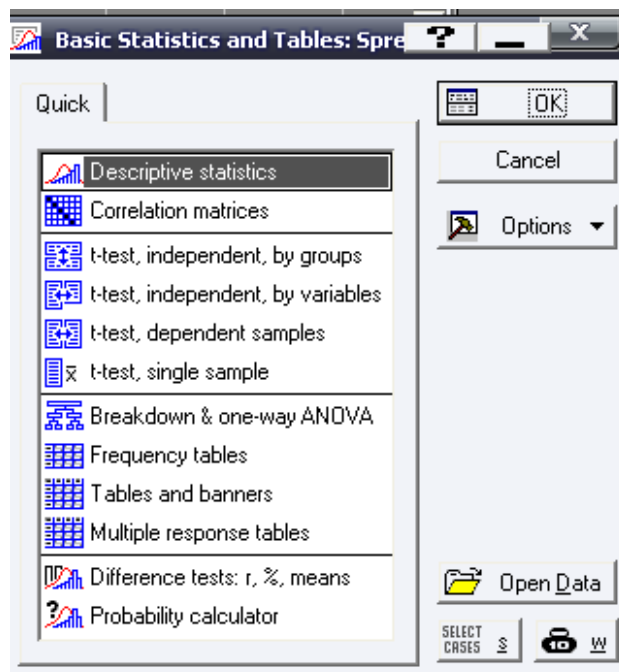 Basic Statistics and Tables: Spre
Quick
OK
Cancel
Options
Descriptive statistics
Correlation matrices
t-test, independent, by groups
t-test, independent, by variables
t-test, dependent samples
t-test, single sample
Breakdown & one-way ANOVA
Frequency tables
Tables and banners
Multiple response tables
Difference tests: r, %, means
Probability calculator
Open Data
SELECT
CASES S
W